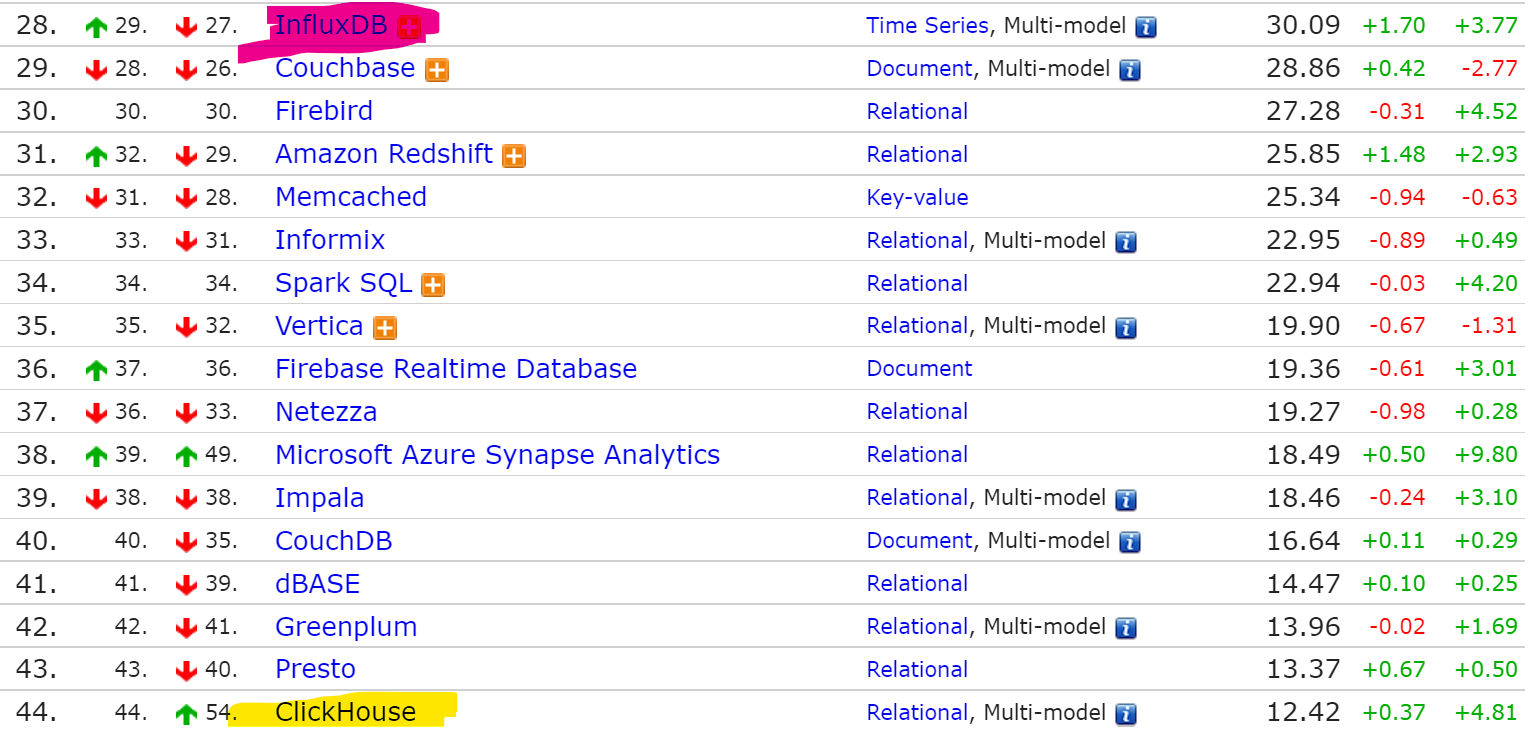 28. 29. 27. InfluxDB Time Series, Multi-model i 30.09 +1.70 +3.77
29. 28. 26. Couchbase Document, Multi-model i 28.86 +0.42 -2.77
30. 30. 30. Firebird Relational 27.28 -0.31 +4.52
31. 32. 29. Amazon Redshift Relational 25.85 +1.48 +2.93
32. 31. 28. Memcached Key-value 25.34 -0.94 -0.63
33. 33. 31. Informix Relational, Multi-model i 22.95 -0.89 +0.49
34. 34. 34. Spark SQL Relational 22.94 -0.03 +4.20
35. 35. 32. Vertica Relational, Multi-model i 19.90 -0.67 -1.31
36. 37. 36. Firebase Realtime Database Document 19.36 -0.61 +3.01
37. 36. 33. Netezza Relational 19.27 -0.98 +0.28
38. 39. 49. Microsoft Azure Synapse Analytics Relational 18.49 +0.50 +9.80
39. 38. 38. Impala Relational, Multi-model i 18.46 -0.24 +3.10
40. 40. 35. CouchDB Document, Multi-model i 16.64 +0.11 +0.29
41. 41. 39. dBASE Relational 14.47 +0.10 +0.25
42. 42. 41. Greenplum Relational, Multi-model i 13.96 -0.02 +1.69
43. 43. 40. Presto Relational 13.37 +0.67 +0.50
44. 44. 54. ClickHouse Relational, Multi-model i 12.42 +0.37 +4.81